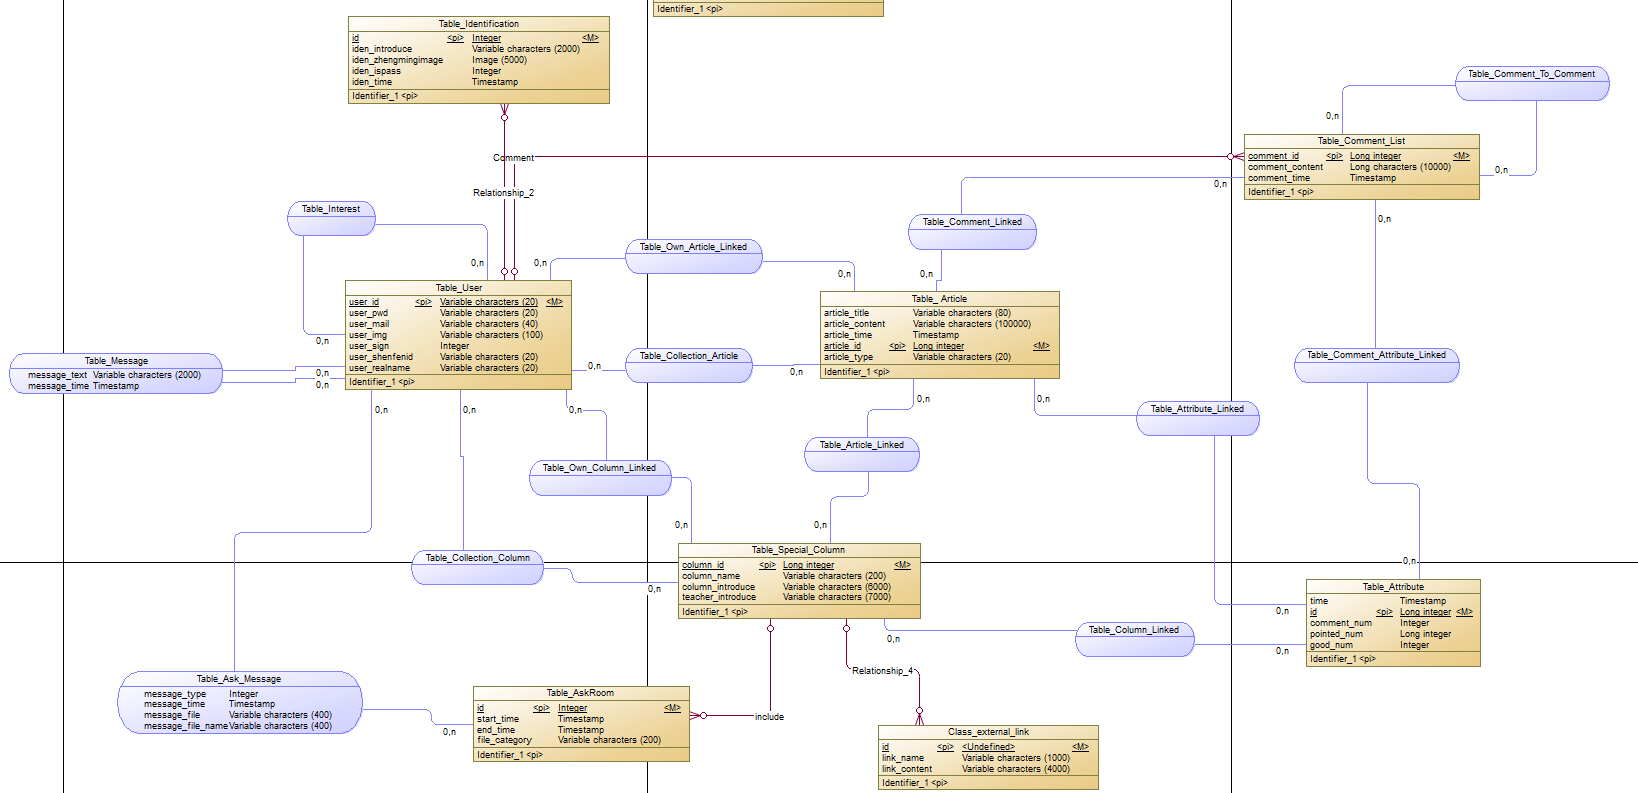 Identifier_1 <pi>
Table_Identification
id <pi> Integer <M>
iden_introduce Variable characters (2000)
iden_zhengmingimage Image (5000)
iden_ispass Integer
iden_time Timestamp
Identifier_1 <pi>
Table_Comment_To_Comment
0,n
Table_Comment_List
comment_id <pi> Long integer <M>
comment_content Long characters (10000)
comment_time Timestamp
Identifier_1 <pi>
0,n
0,n
0,n
Comment
Relationship_2
Table_Interest
0,n
0,n
Table_Comment_Linked
0,n
Table_Own_Article_Linked
0,n
0,n
Table_User
user_id <pi> Variable characters (20) <M>
user_pwd Variable characters (20)
user_mail Variable characters (40)
user_img Variable characters (100)
user_sign Integer
user_shenfenid Variable characters (20)
user_realname Variable characters (20)
Identifier_1 <pi>
Table_ Article
article_title Variable characters (80)
article_content Variable characters (100000)
article_time Timestamp
article_id <pi> Long integer <M>
article_type Variable characters (20)
Identifier_1 <pi>
Table_Message
message_text Variable characters (2000)
message_time Timestamp
0,n
0,n
0,n
Table_Collection_Article
0,n
0,n
Table_Comment_Attribute_Linked
0,n
0,n
0,n
0,n
0,n
Table_Attribute_Linked
Table_Article_Linked
Table_Own_Column_Linked
0,n
0,n
Table_Collection_Column
0,n
Table_Special_Column
column_id <pi> Long integer <M>
column_name Variable characters (200)
column_introduce Variable characters (6000)
teacher_introduce Variable characters (7000)
Identifier_1 <pi>
0,n
Table_Attribute
time Timestamp
id <pi> Long integer <M>
comment_num Integer
pointed_num Long integer
good_num Integer
Identifier_1 <pi>
0,n
0,n
Table_Column_Linked
0,n
Relationship_4
include
Table_Ask_Message
message_type Integer
message_time Timestamp
message_file Variable characters (400)
message_file_name Variable characters (400)
0,n
Table_AskRoom
id <pi> Integer <M>
start_time Timestamp
end_time Timestamp
file_category Variable characters (200)
Identifier_1 <pi>
Class_external_link
id <pi> <Undefined> <M>
link_name Variable characters (1000)
link_content Variable characters (4000)
Identifier_1 <pi>